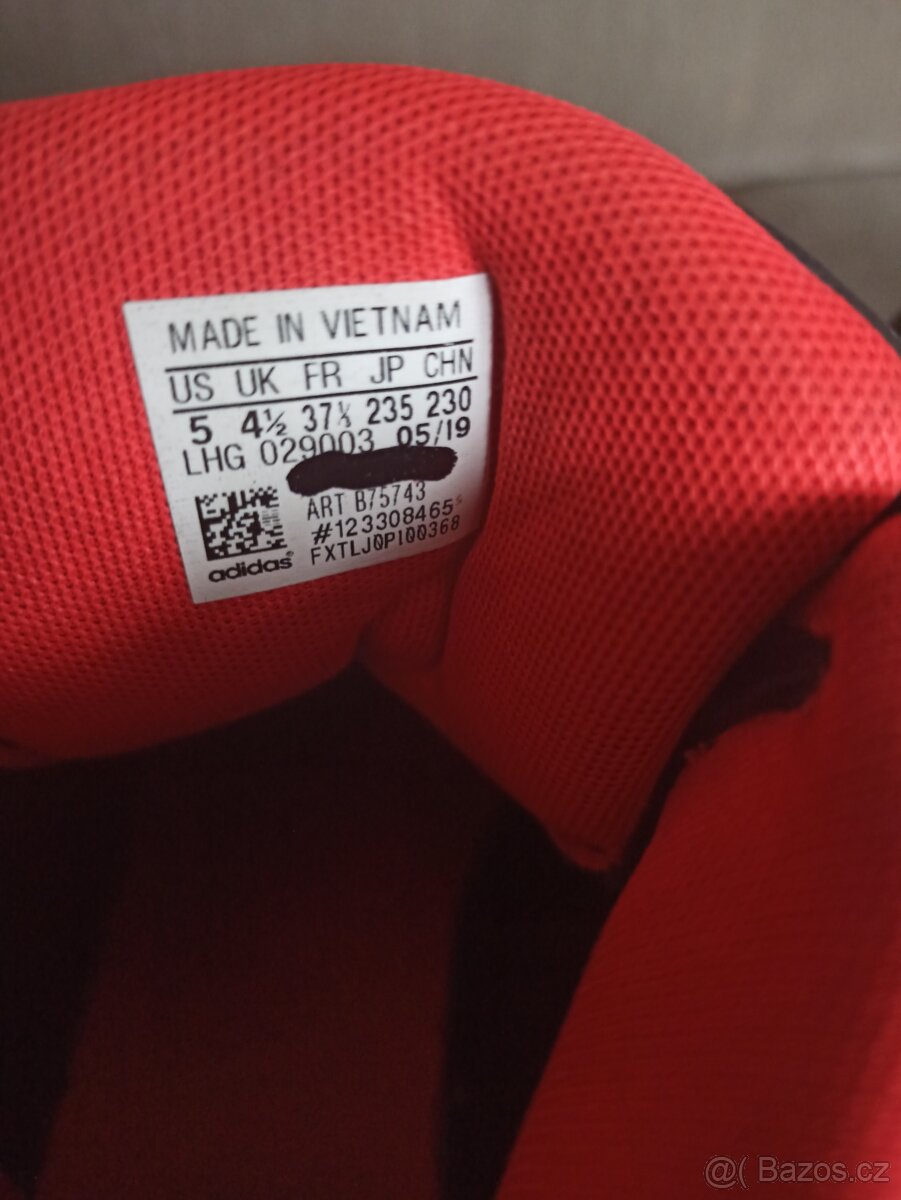 MADE IN VIETNAM
US UK FR JP CHN
5 4½ 37⅓ 235 230
LHG 029003 05/19
ART B75743
#123308465
FXTLJ0P100368
adidas
@( Bazoš.cz